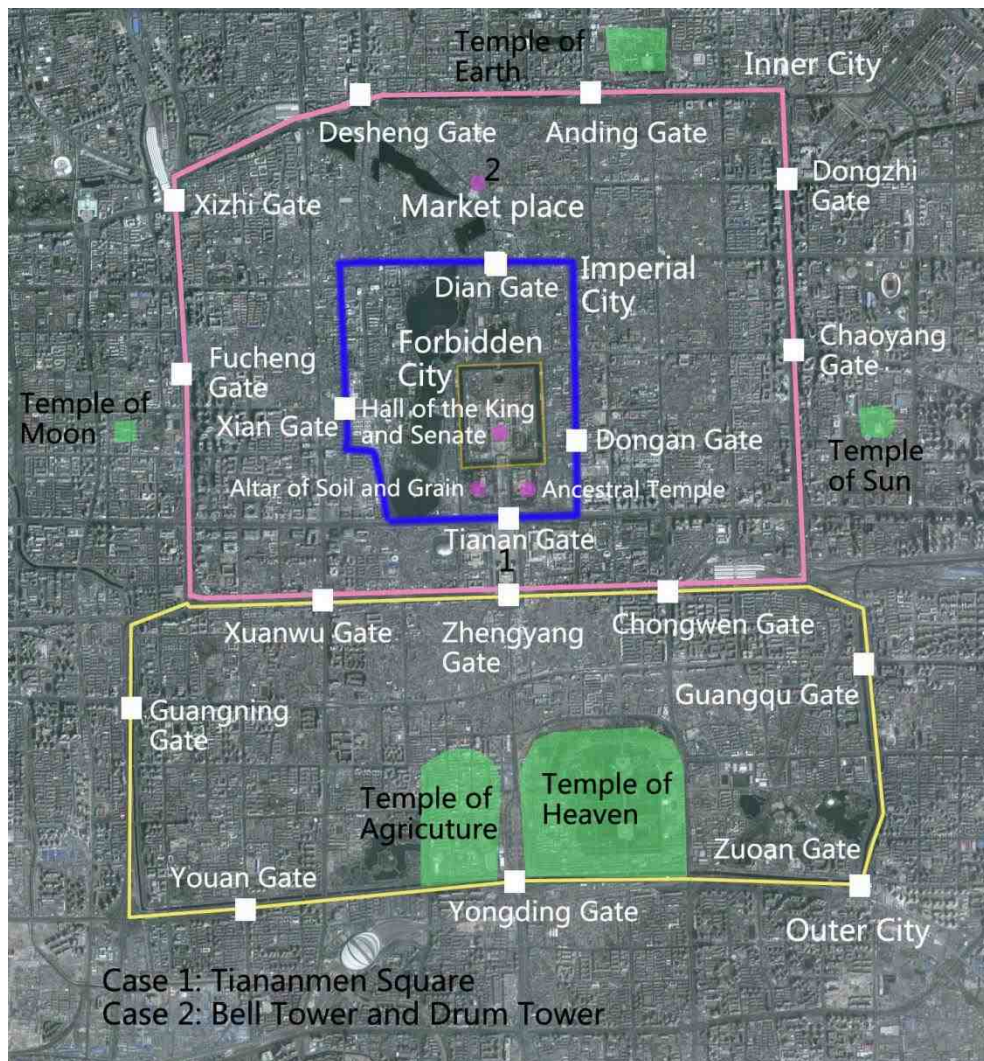 Temple of
Earth
Inner City
Desheng Gate
Anding Gate
2
Dongzhi
Gate
Xizhi Gate
Market place
Imperial
City
Dian Gate
Forbidden
City
Chaoyang
Gate
Fucheng
Gate
Temple of
Moon
Xian Gate
Hall of the King
and Senate
Dongan Gate
Temple
of Sun
Altar of Soil and Grain
Ancestral Temple
Tianan Gate
1
Xuanwu Gate
Zhengyang
Gate
Chongwen Gate
Guangqu Gate
Guangning
Gate
Temple of
Agricuture
Temple of
Heaven
Zuoan Gate
Youan Gate
Yongding Gate
Outer City
Case 1: Tiananmen Square
Case 2: Bell Tower and Drum Tower